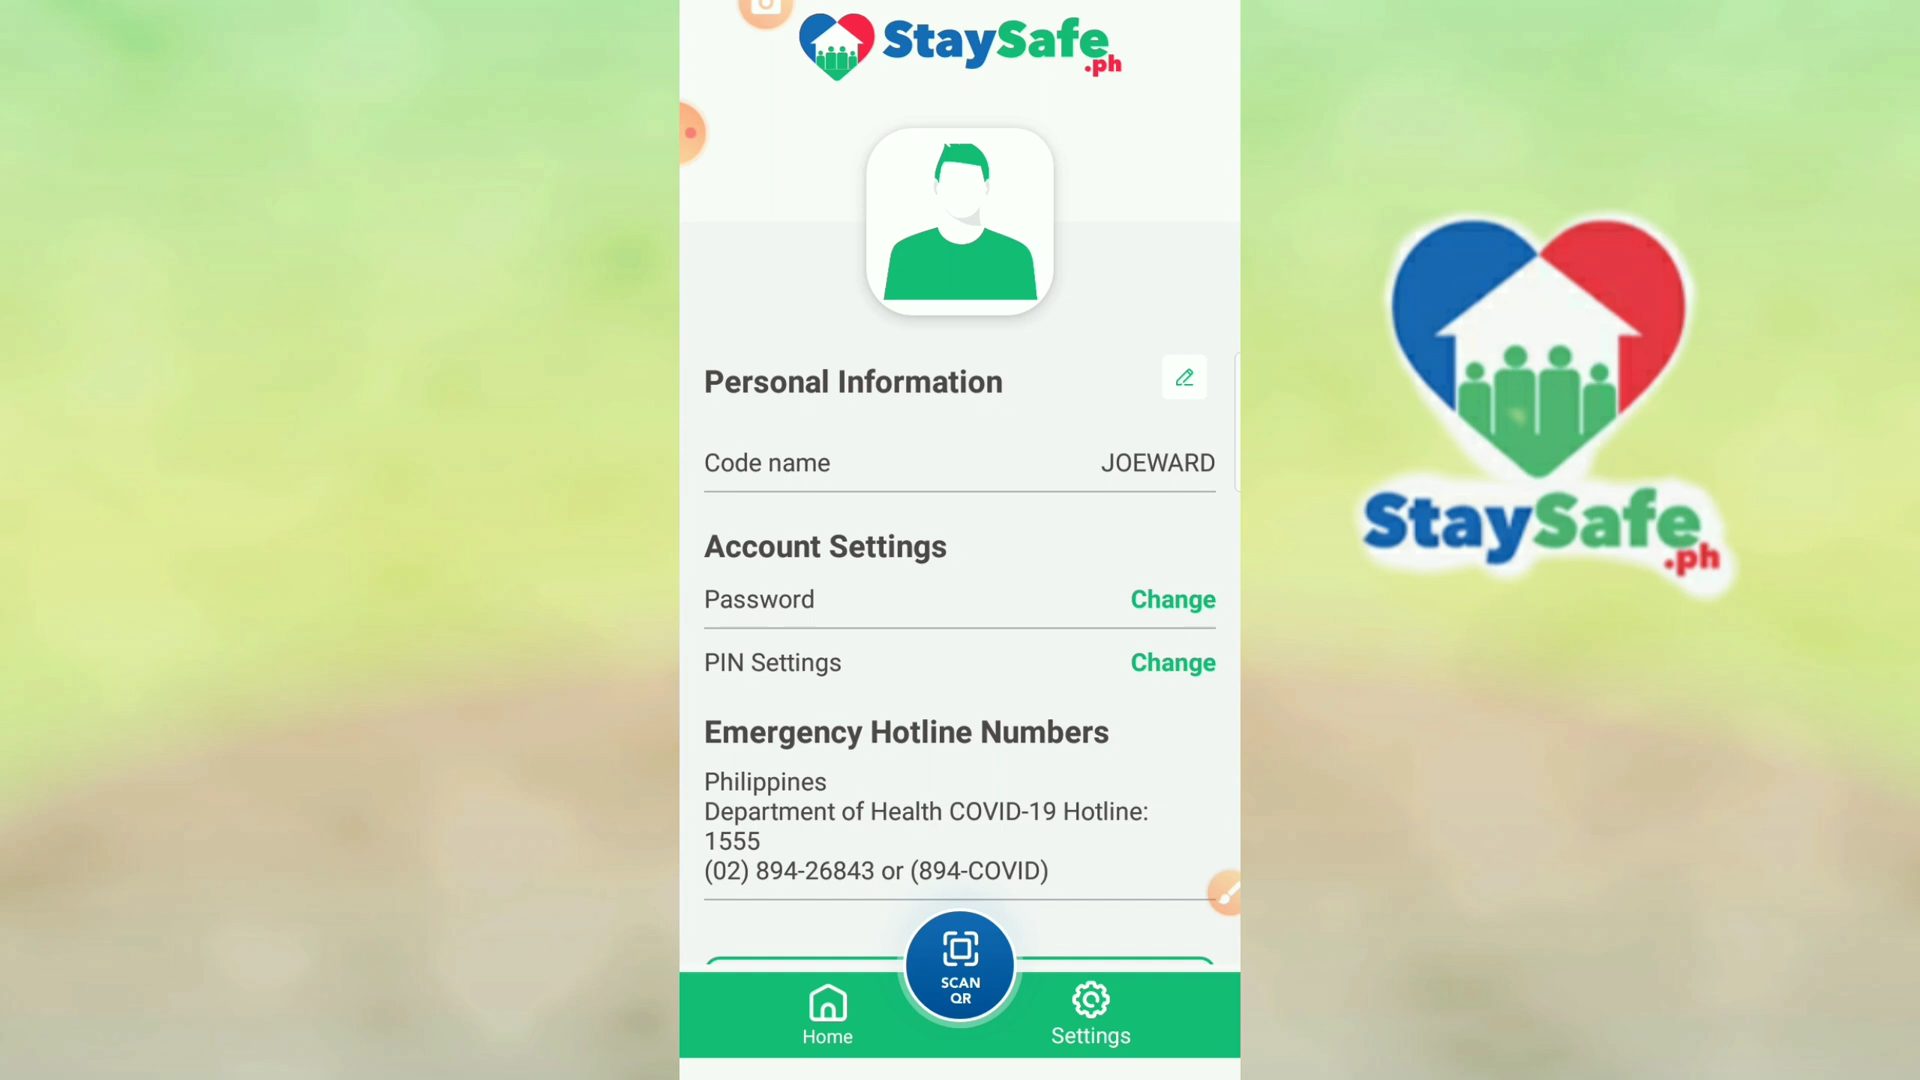 StaySafe
.ph
Personal Information
Code name JOEWARD
Account Settings
Password Change
PIN Settings Change
Emergency Hotline Numbers
Philippines
Department of Health COVID-19 Hotline:
1555
(02) 894-26843 or (894-COVID)
SCAN
QR
Home
Settings
StaySafe
.ph